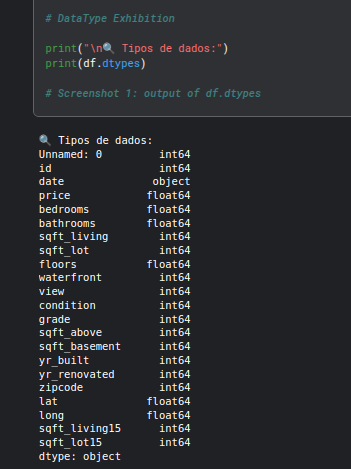 # DataType Exhibition
print("\n🔍 Tipos de dados:")
print(df.dtypes)
# Screenshot 1: output of df.dtypes
🔍 Tipos de dados:
Unnamed: 0 int64
id int64
date object
price float64
bedrooms float64
bathrooms float64
sqft_living int64
sqft_lot int64
floors float64
waterfront int64
view int64
condition int64
grade int64
sqft_above int64
sqft_basement int64
yr_built int64
yr_renovated int64
zipcode int64
lat float64
long float64
sqft_living15 int64
sqft_lot15 int64
dtype: object